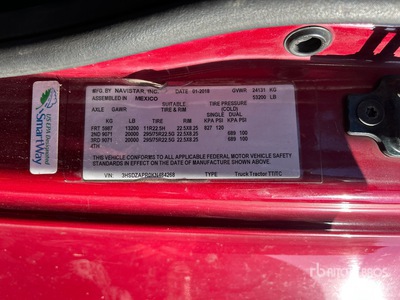 MFG. BY NAVISTAR, INC. DATE 01-2018 GVWR 24131 KG
ASSEMBLED IN MEXICO 53200 LB
SUITABLE TIRE PRESSURE
AXLE GAWR TIRE & RIM (COLD)
SINGLE DUAL
KG LB TIRE RIM KPA PSI KPA PSI
FRT 5987 13200 11R22.5H 22.5X8.25 827 120
2ND 9071 20000 295/75R22.5G 22.5X8.25 689 100
3RD 9071 20000 295/75R22.5G 22.5X8.25 689 100
4TH
THIS VEHICLE CONFORMS TO ALL APPLICABLE FEDERAL MOTOR VEHICLE SAFETY
STANDARDS IN EFFECT ON DATE OF MANUFACTURE SHOWN ABOVE.
VIN: TYPE: Truck Tractor
US EPA Designated
SmartWay
rb